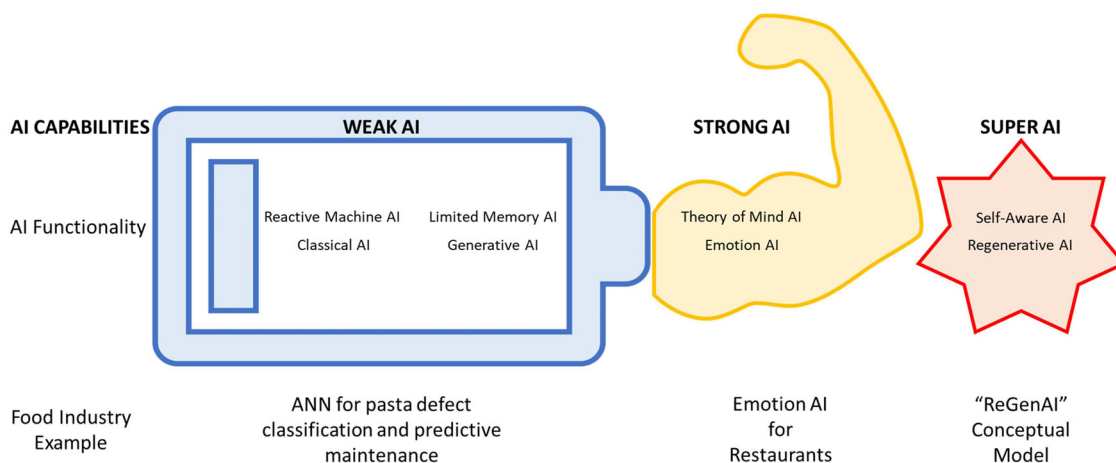 AI CAPABILITIES
WEAK AI
STRONG AI
SUPER AI
AI Functionality
Reactive Machine AI
Classical AI
Limited Memory AI
Generative AI
Theory of Mind AI
Emotion AI
Self-Aware AI
Regenerative AI
Food Industry
Example
ANN for pasta defect
classification and predictive
maintenance
Emotion AI
for
Restaurants
“ReGenAI”
Conceptual
Model